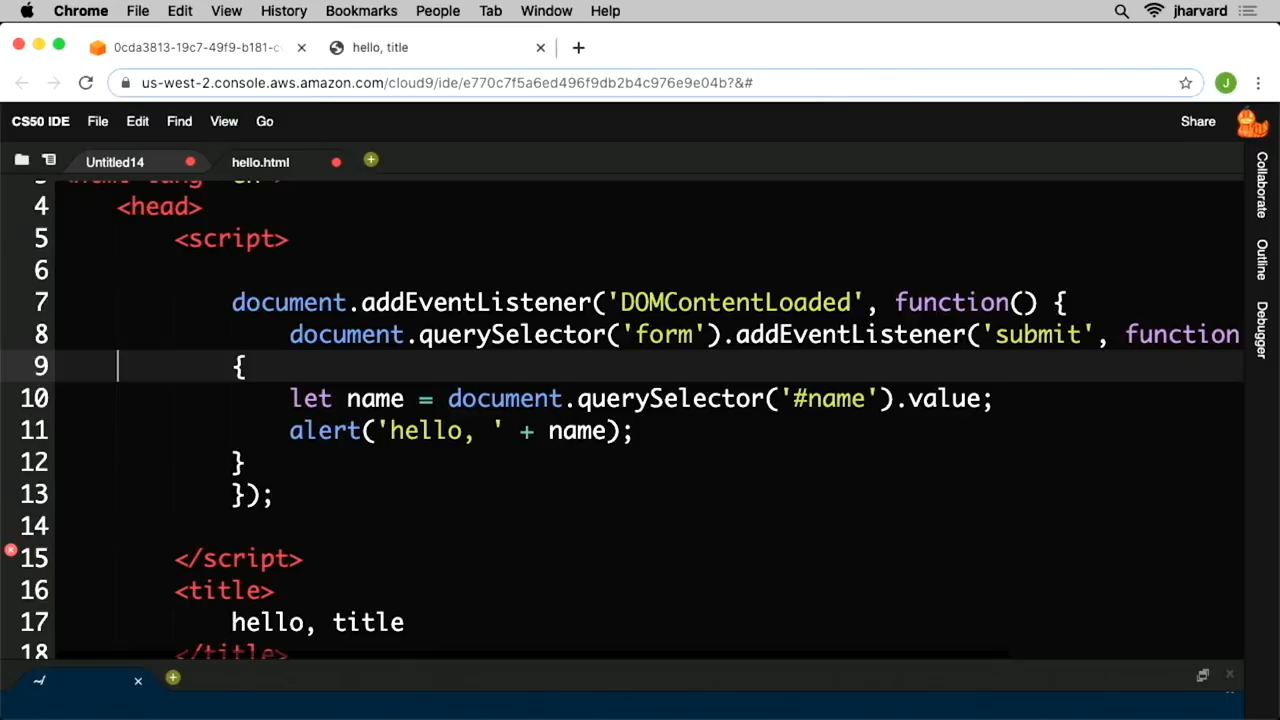 Chrome File Edit View History Bookmarks People Tab Window Help jharvard
0cda3813-19c7-49f9-b181-c
hello, title
us-west-2.console.aws.amazon.com/cloud9/ide/e770c7f5a6ed496f9db2b4c976e9e04b?&#
J
CS50 IDE File Edit Find View Go Share
Untitled14 hello.html
Collaborate
Outline
Debugger
4 <head>
5 <script>
6
7 document.addEventListener('DOMContentLoaded', function() {
8 document.querySelector('form').addEventListener('submit', function
9 {
10 let name = document.querySelector('#name').value;
11 alert('hello, ' + name);
12 }
13 });
14
15 </script>
16 <title>
17 hello, title
18 </title>
~/